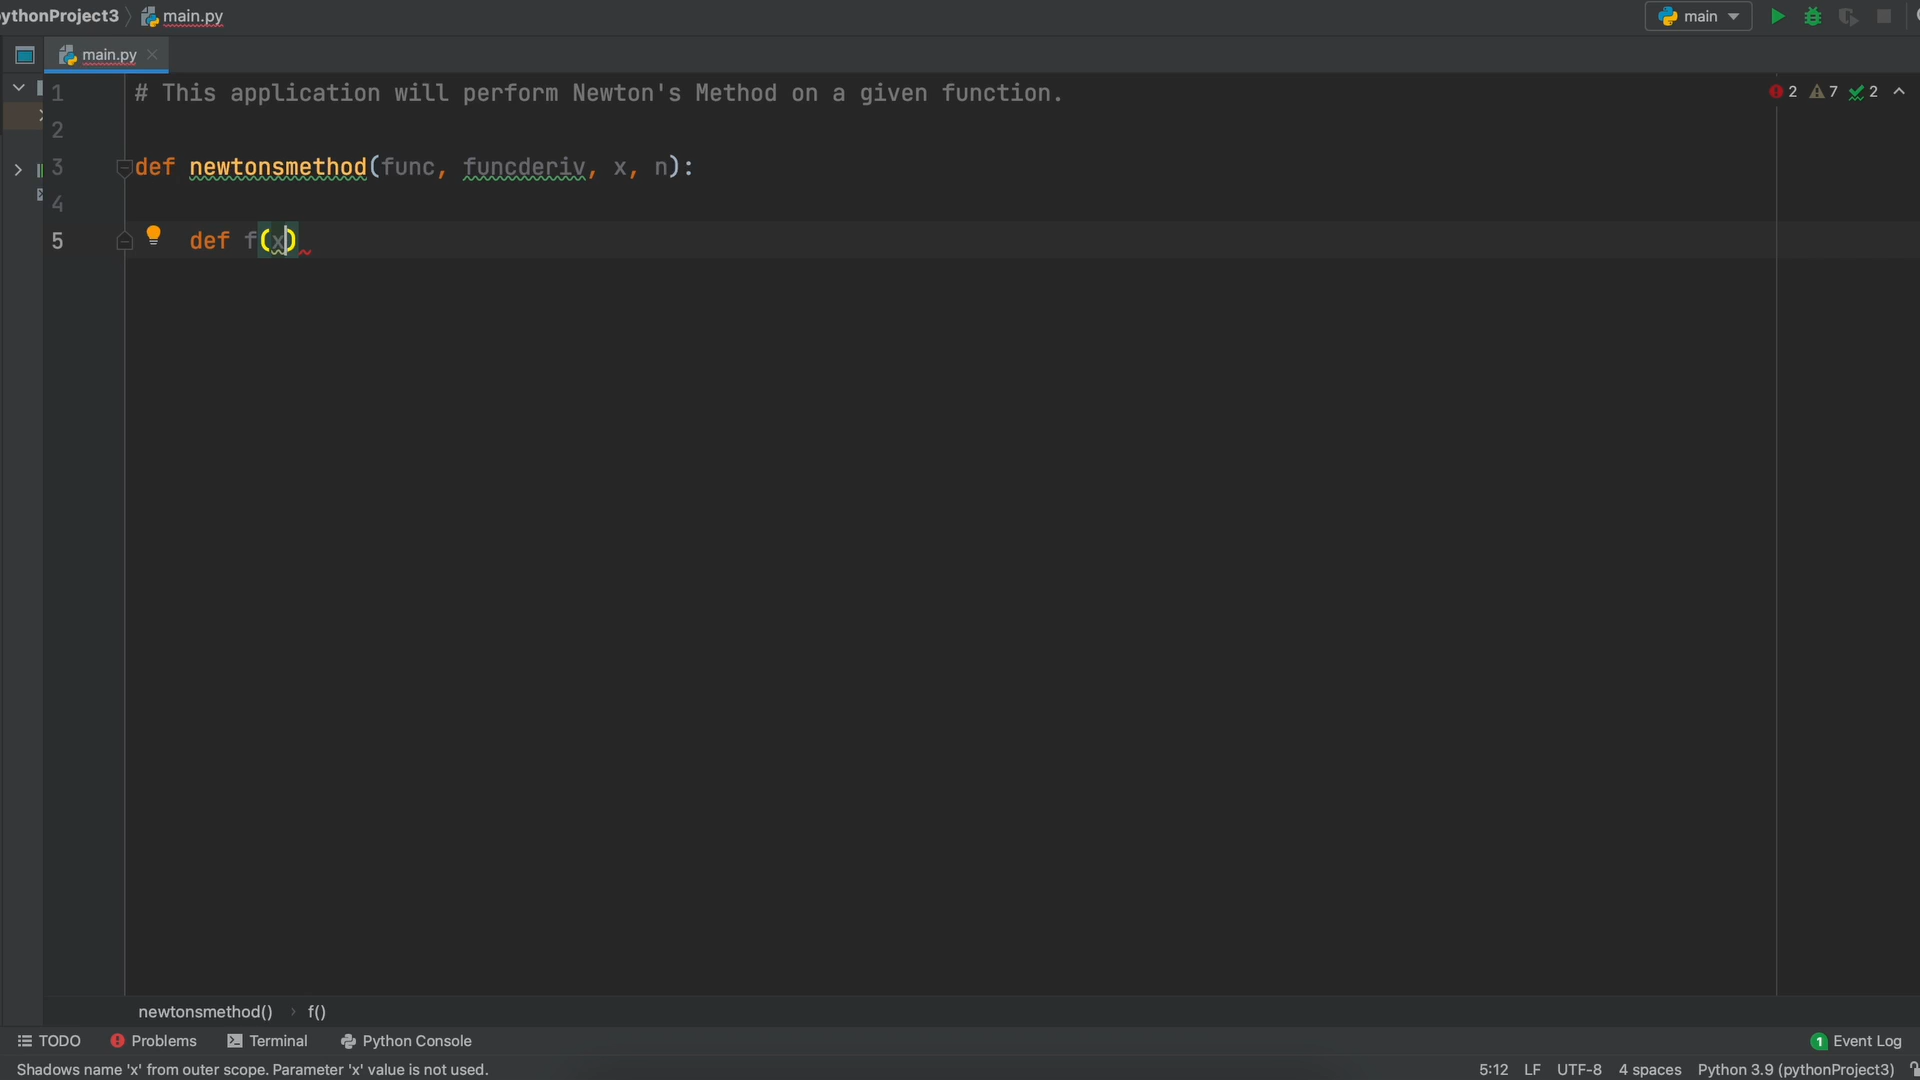 ythonProject3 main.py main
main.py
1 # This application will perform Newton's Method on a given function. 2 7 2
2
3 def newtonsmethod(func, funcderiv, x, n):
4
5 def f(x)
newtonsmethod() f()
TODO Problems Terminal Python Console 1 Event Log
Shadows name 'x' from outer scope. Parameter 'x' value is not used. 5:12 LF UTF-8 4 spaces Python 3.9 (pythonProject3)